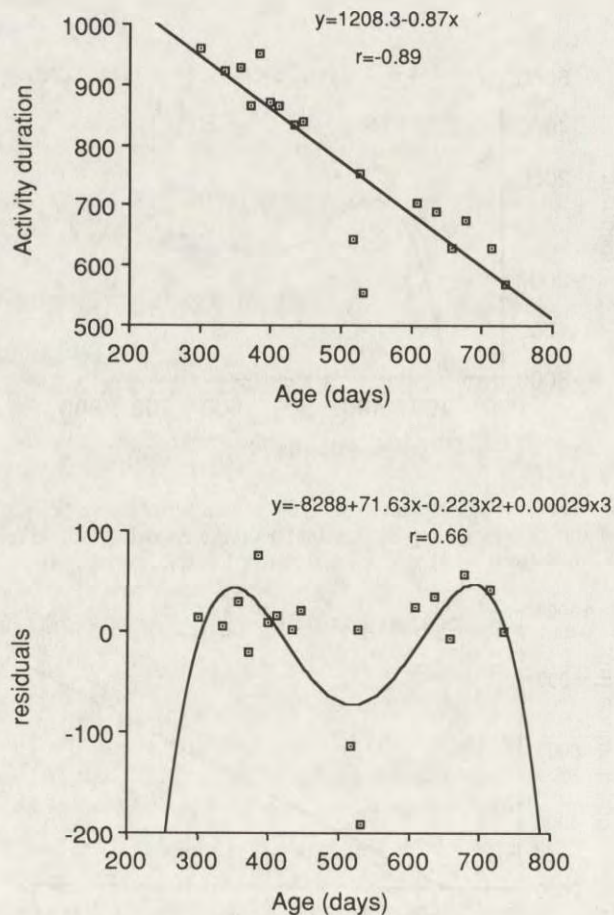 y=1208.3-0.87x
r=-0.89
1000
900
800
700
600
500
Activity duration
200 300 400 500 600 700 800
Age (days)
y=-8288+71.63x-0.223x2+0.00029x3
r=0.66
100
0
-100
-200
residuals
200 300 400 500 600 700 800
Age (days)